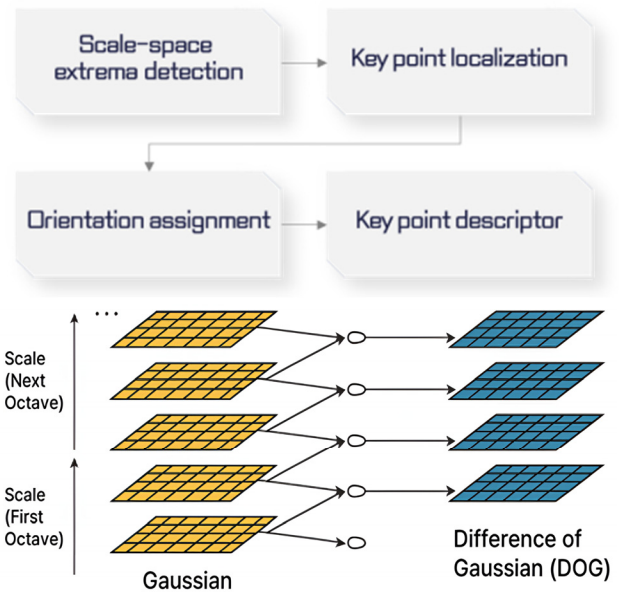 Scale-space
extrema detection
Key point localization
Orientation assignment
Key point descriptor
...
Scale
(Next
Octave)
Scale
(First
Octave)
Gaussian
Difference of
Gaussian (DOG)